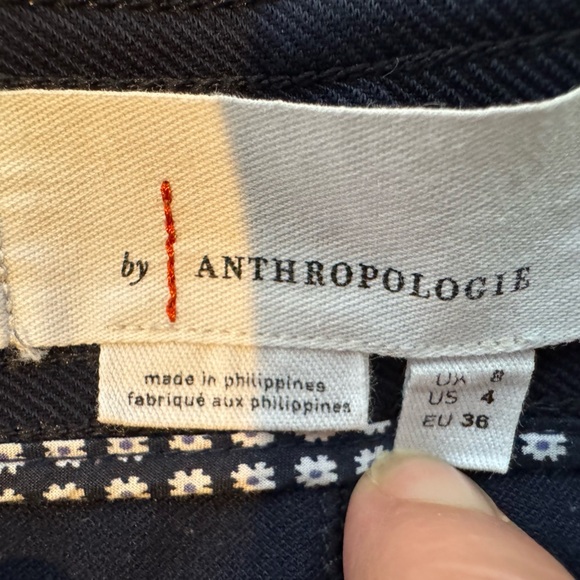 by ANTHROPOLOGIE
made in philippines
fabriqué aux philippines
UK 8
US 4
EU 36